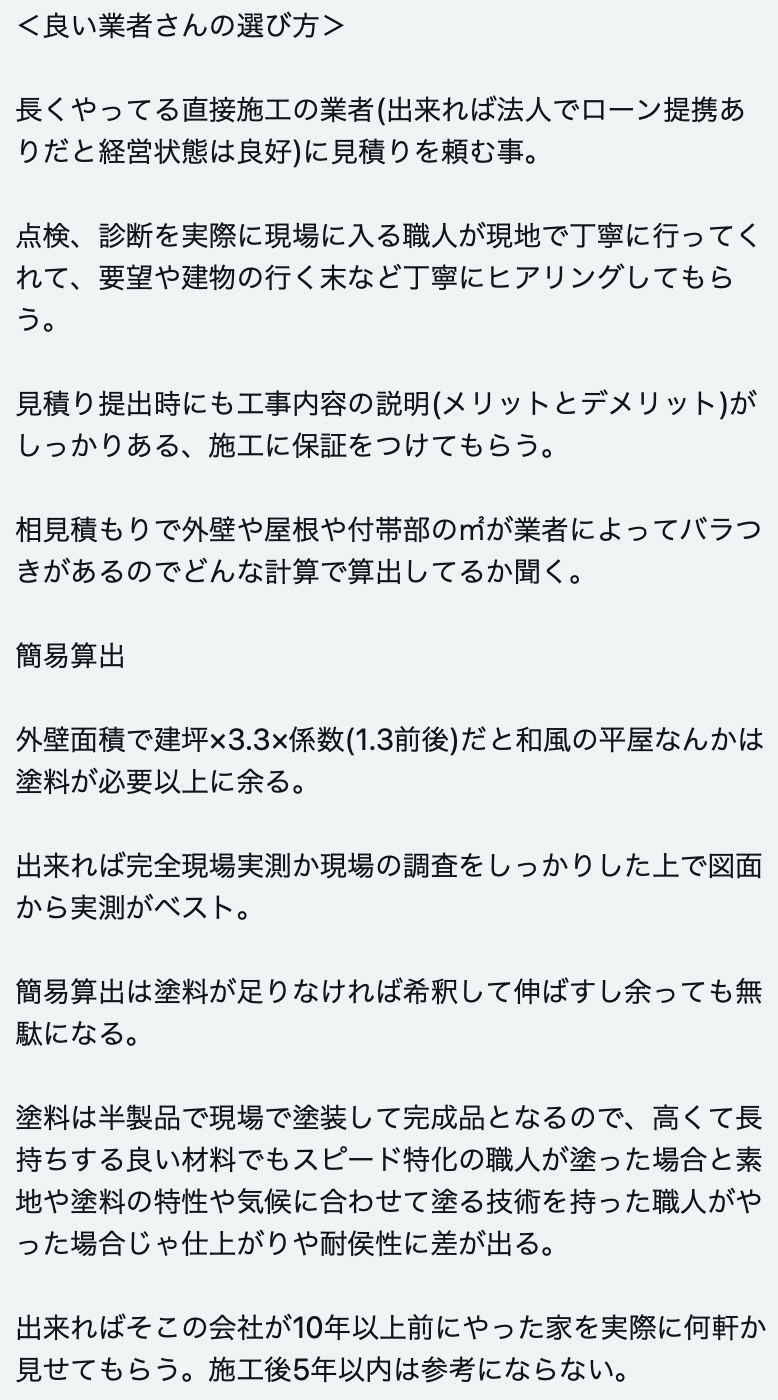 ＜良い業者さんの選び方＞
長くやってる直接施工の業者(出来れば法人でローン提携あ
りだと経営状態は良好)に見積りを頼む事。
点検、診断を実際に現場に入る職人が現地で丁寧に行ってく
れて、要望や建物の行く末など丁寧にヒアリングしてもら
う。
見積り提出時にも工事内容の説明(メリットとデメリット)が
しっかりある、施工に保証をつけてもらう。
相見積もりで外壁や屋根や付帯部の㎡が業者によってバラつ
きがあるのでどんな計算で算出してるか聞く。
簡易算出
外壁面積で建坪×3.3×係数(1.3前後)だと和風の平屋なんかは
塗料が必要以上に余る。
出来れば完全現場実測か現場の調査をしっかりした上で図面
から実測がベスト。
簡易算出は塗料が足りなければ希釈して伸ばすし余っても無
駄になる。
塗料は半製品で現場で塗装して完成品となるので、高くて長
持ちする良い材料でもスピード特化の職人が塗った場合と素
地や塗料の特性や気候に合わせて塗る技術を持った職人がや
った場合じゃ仕上がりや耐侯性に差が出る。
出来ればそこの会社が10年以上前にやった家を実際に何軒か
見せてもらう。施工後5年以内は参考にならない。